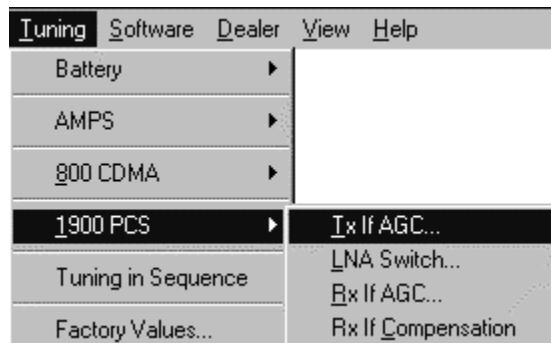 Tuning Software Dealer View Help
Battery
AMPS
800 CDMA
1900 PCS
Tuning in Sequence
Factory Values...
Tx If AGC...
LNA Switch...
Rx If AGC...
Rx If Compensation